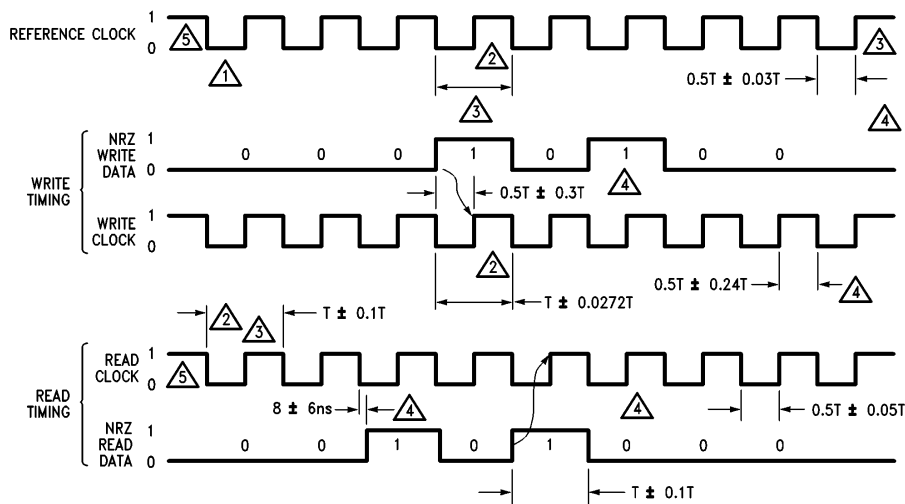 REFERENCE CLOCK 1 0
5 1 2 3 3
0.5T ± 0.03T
4
WRITE TIMING
NRZ WRITE DATA 1 0
0 0 0 1 0 1 0 0
4
0.5T ± 0.3T
WRITE CLOCK 1 0
2
0.5T ± 0.24T
4
T ± 0.0272T
2 3
T ± 0.1T
READ TIMING
READ CLOCK 1 0
5
8 ± 6ns
4 4
0.5T ± 0.05T
NRZ READ DATA 1 0
0 0 1 0 1 0 0 0
T ± 0.1T